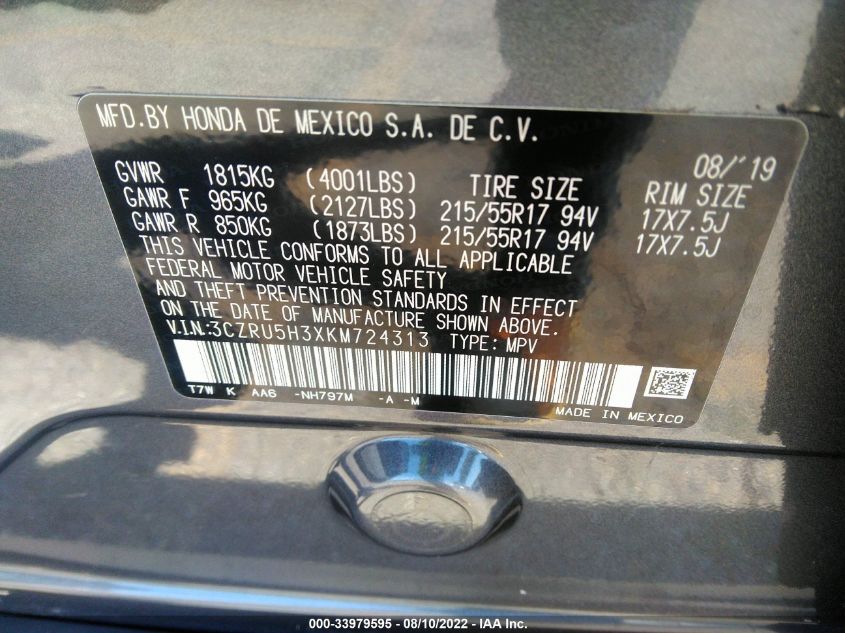 MFD.BY HONDA DE MEXICO S.A. DE C.V.
08/'19
GVWR 1815KG (4001LBS) TIRE SIZE RIM SIZE
GAWR F 965KG (2127LBS) 215/55R17 94V 17X7.5J
GAWR R 850KG (1873LBS) 215/55R17 94V 17X7.5J
THIS VEHICLE CONFORMS TO ALL APPLICABLE
FEDERAL MOTOR VEHICLE SAFETY
AND THEFT PREVENTION STANDARDS IN EFFECT
ON THE DATE OF MANUFACTURE SHOWN ABOVE.
V.I.N:3CZRU5H3XKM724313 TYPE: MPV
T7W K AA6 -NH797M -A -M
MADE IN MEXICO
000-33979595 - 08/10/2022 - IAA Inc.